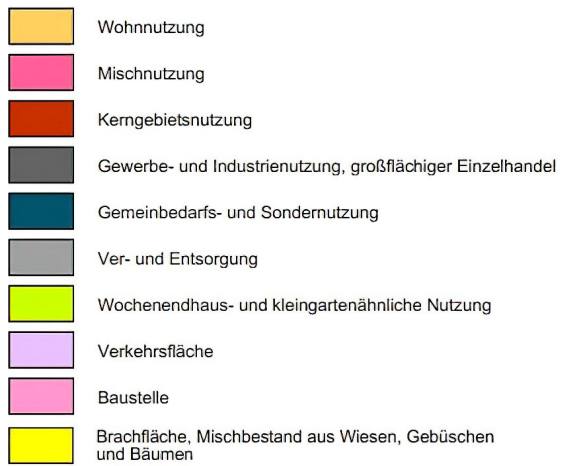 Wohnnutzung
Mischnutzung
Kerngebietsnutzung
Gewerbe- und Industrienutzung, großflächiger Einzelhandel
Gemeinbedarfs- und Sondernutzung
Ver- und Entsorgung
Wochenendhaus- und kleingartenähnliche Nutzung
Verkehrsfläche
Baustelle
Brachfläche, Mischbestand aus Wiesen, Gebüschen
und Bäumen